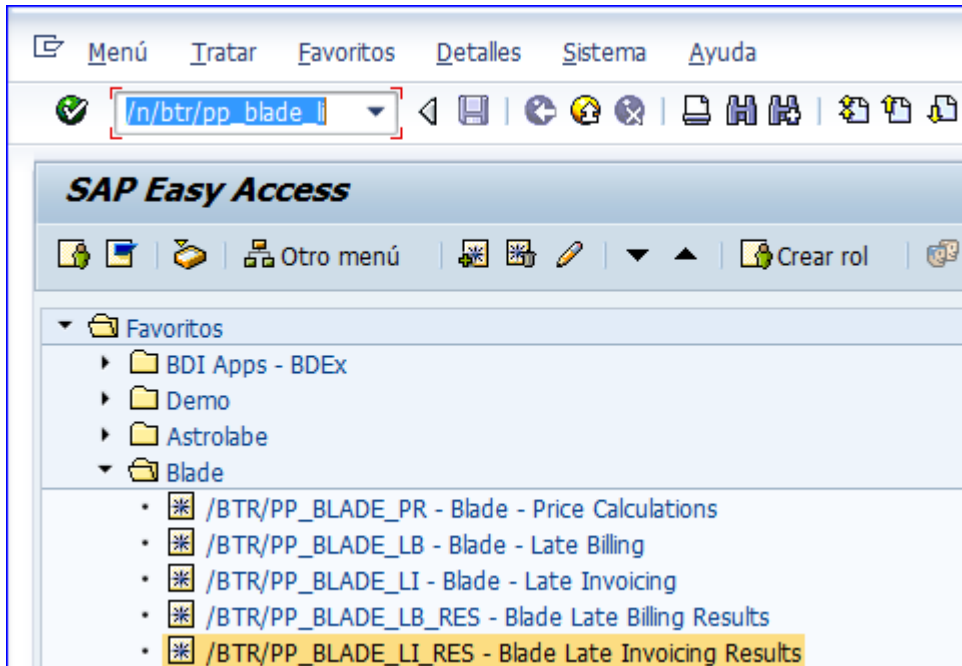 Menú Tratar Favoritos Detalles Sistema Ayuda
/n/btr/pp_blade_li
SAP Easy Access
Otro menú Crear rol
Favoritos
BDI Apps - BDEx
Demo
Astrolabe
Blade
/BTR/PP_BLADE_PR - Blade - Price Calculations
/BTR/PP_BLADE_LB - Blade - Late Billing
/BTR/PP_BLADE_LI - Blade - Late Invoicing
/BTR/PP_BLADE_LB_RES - Blade Late Billing Results
/BTR/PP_BLADE_LI_RES - Blade Late Invoicing Results